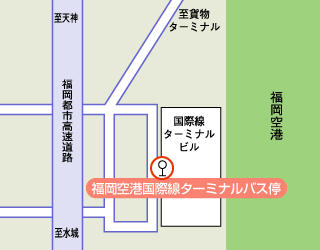 至天神
至貨物
ターミナル
福岡都市高速道路
国際線
ターミナル
ビル
福岡空港
福岡空港国際線ターミナルバス停
至水城